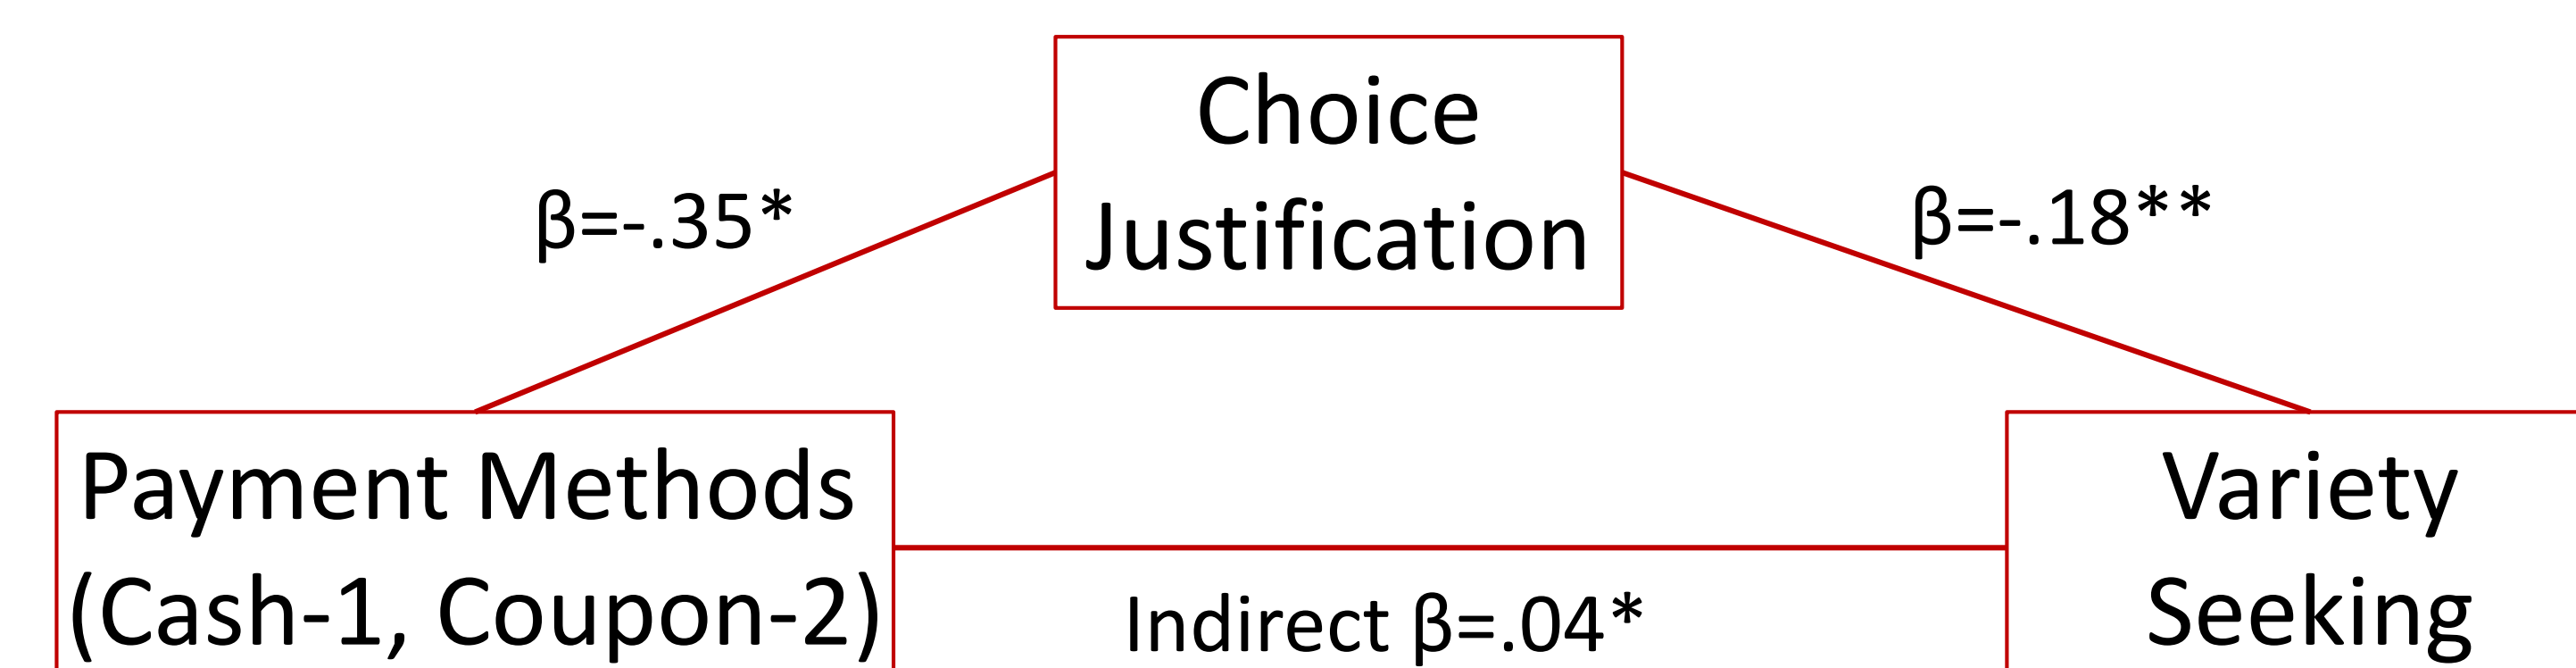 Choice
Justification
β=-.35*
β=-.18**
Payment Methods
(Cash-1, Coupon-2)
Variety
Seeking
Indirect β=.04*